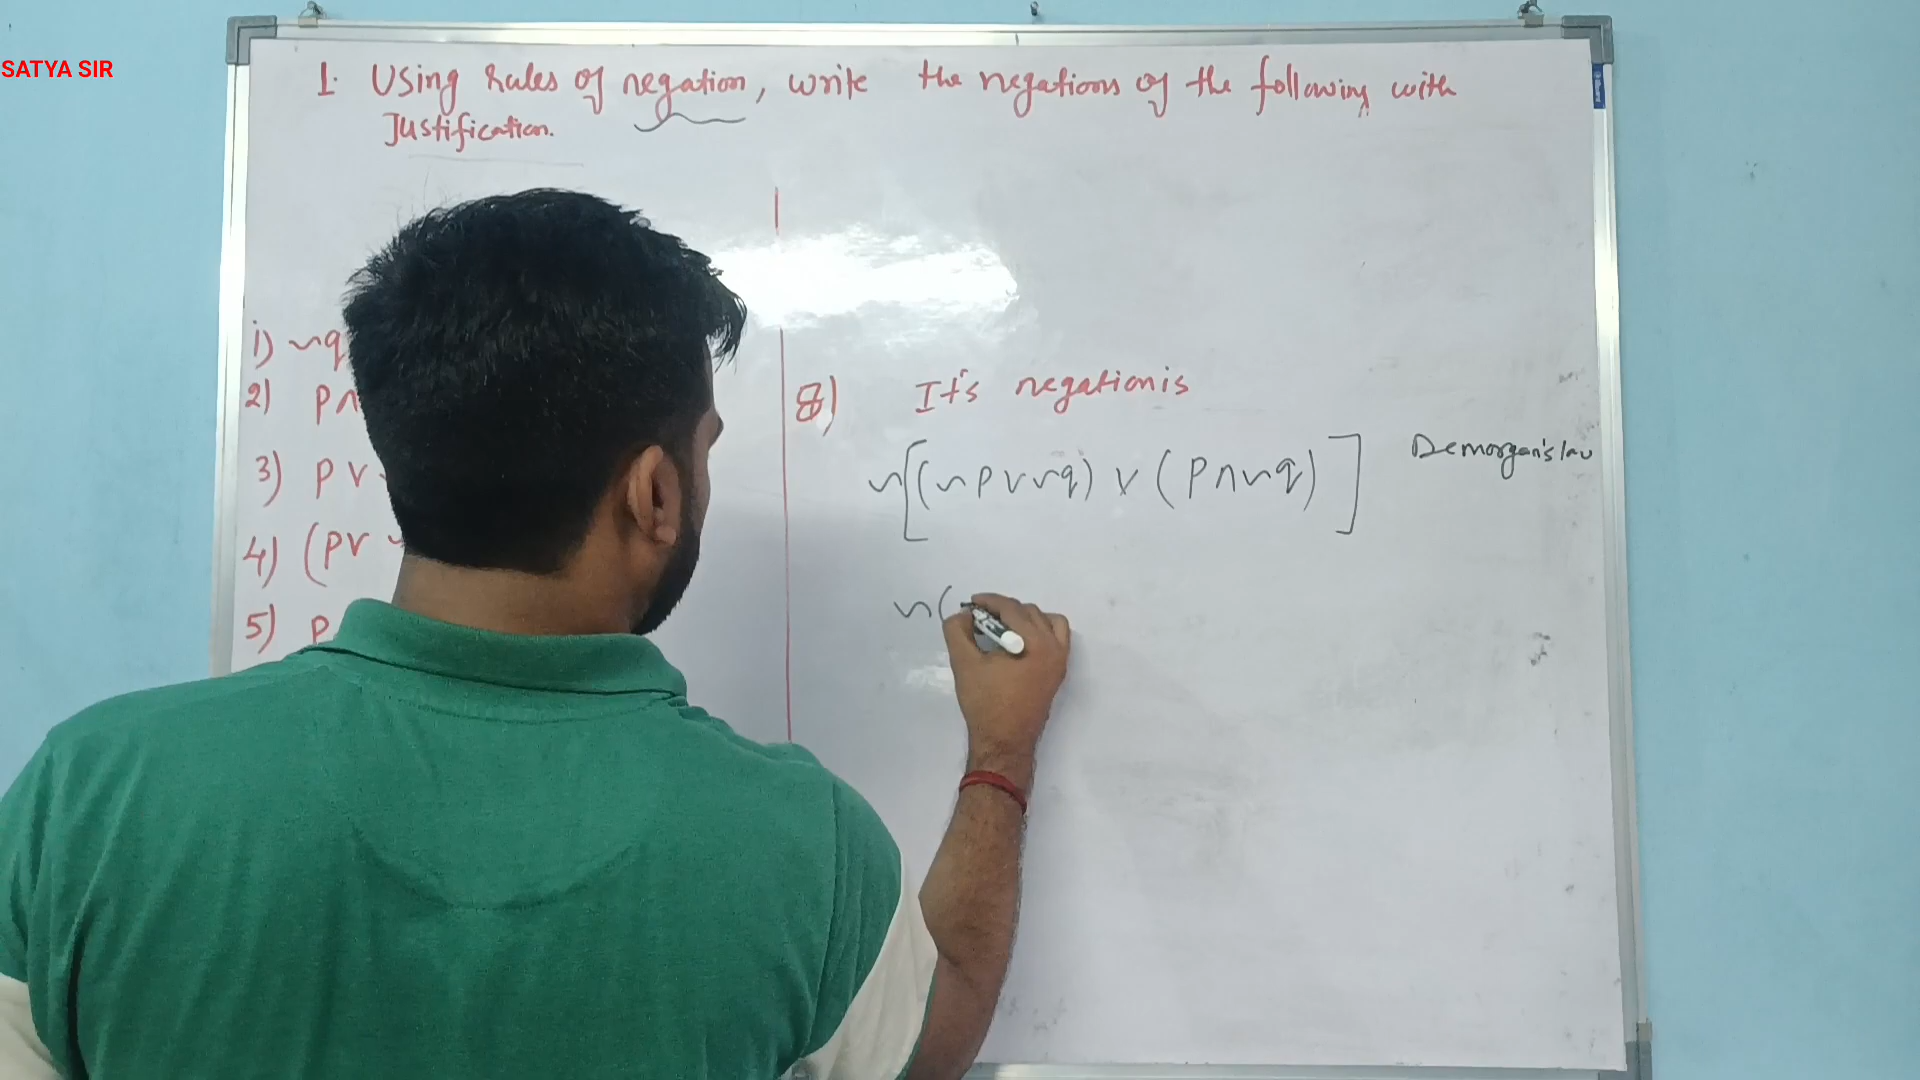 SATYA SIR
1. Using rules of negation, write the negations of the following with
Justification.
i) ~q
2) p∧
3) p∨
4) (p∨ ~
5) p
8) It's negation is
~[(~p∨~q) ∨ (p∧~q)] Demorgan's law
~(